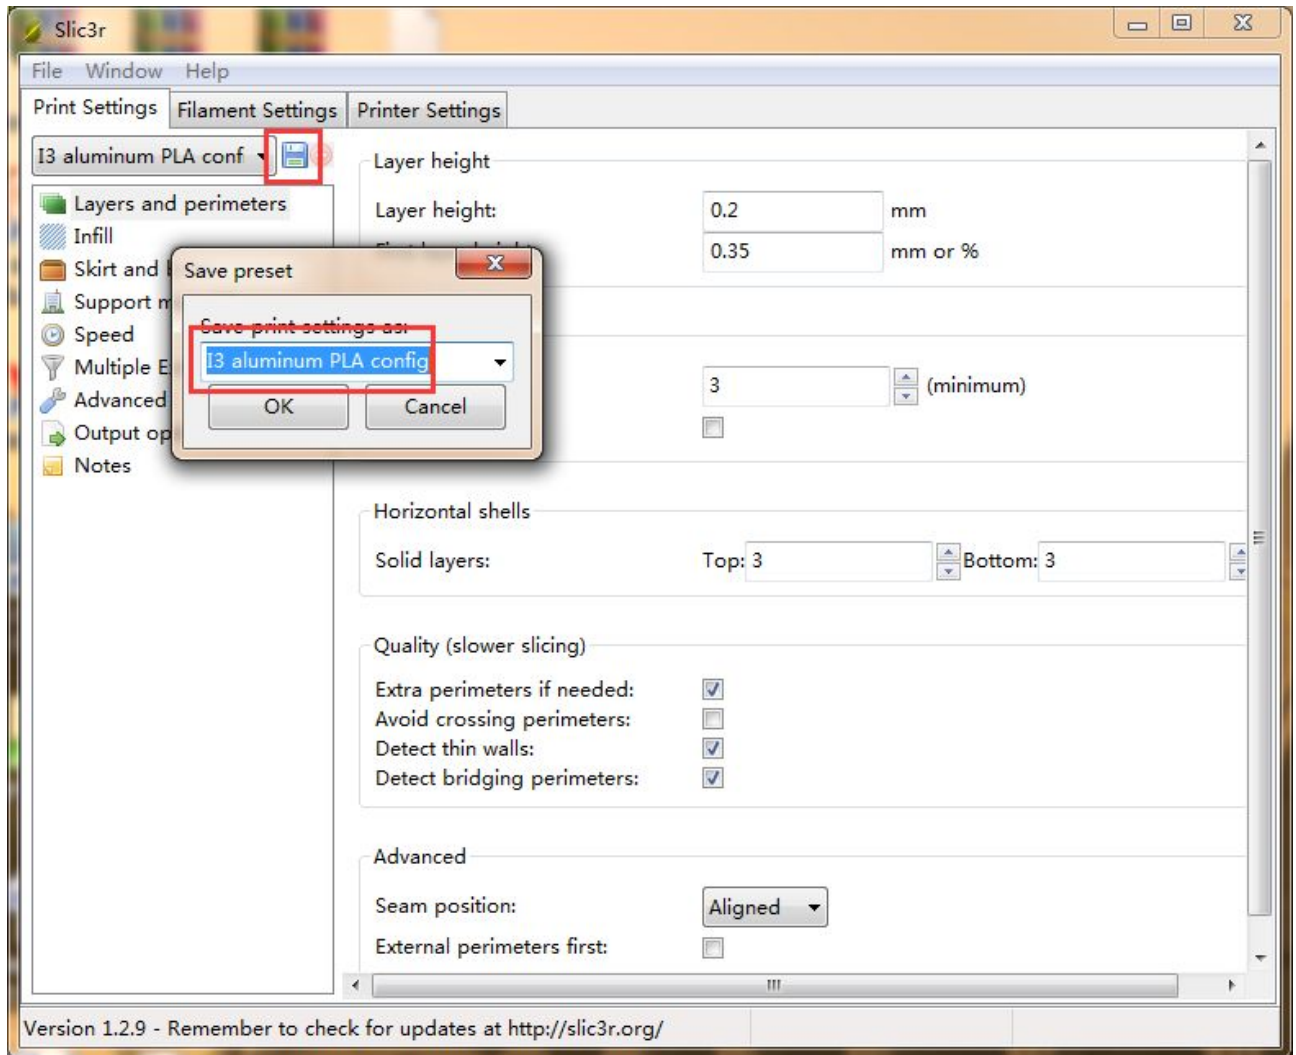 Slic3r
File Window Help
Print Settings Filament Settings Printer Settings
I3 aluminum PLA conf
Layers and perimeters
Infill
Skirt and
Support m
Speed
Multiple E
Advanced
Output op
Notes
Save preset
Save print settings as:
I3 aluminum PLA config
OK Cancel
Layer height
Layer height: 0.2 mm
0.35 mm or %
3 (minimum)
Horizontal shells
Solid layers: Top: 3 Bottom: 3
Quality (slower slicing)
Extra perimeters if needed:
Avoid crossing perimeters:
Detect thin walls:
Detect bridging perimeters:
Advanced
Seam position: Aligned
External perimeters first:
Version 1.2.9 - Remember to check for updates at http://slic3r.org/